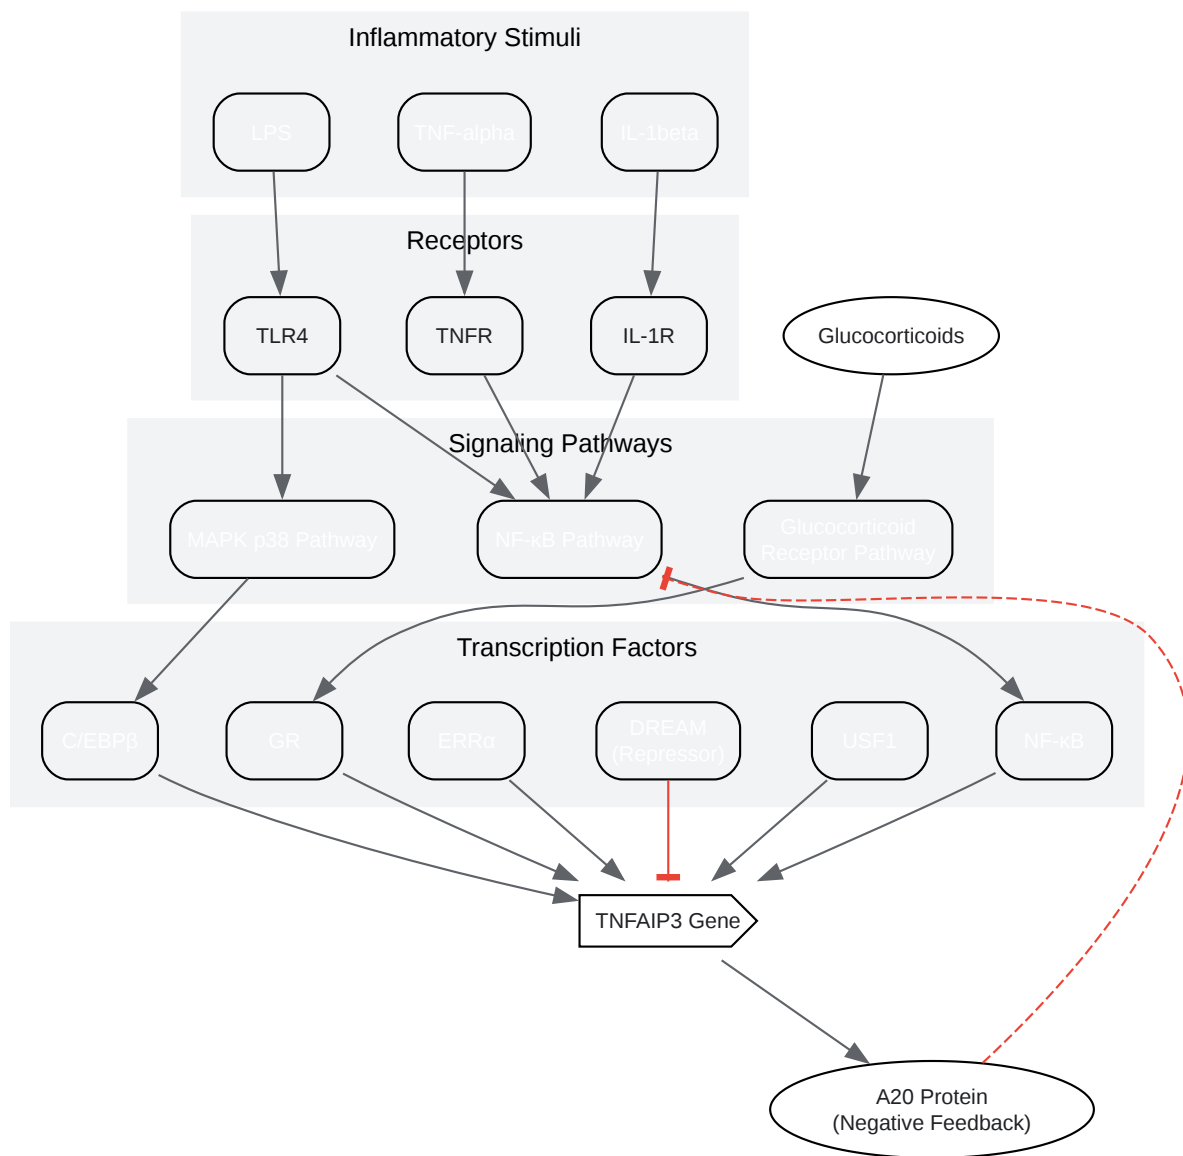 Inflammatory Stimuli
LPS
TNF-alpha
IL-1beta
Receptors
TLR4
TNFR
IL-1R
Glucocorticoids
Signaling Pathways
MAPK p38 Pathway
NF-κB Pathway
Glucocorticoid
Receptor Pathway
Transcription Factors
C/EBPβ
GR
ERRα
DREAM
(Repressor)
USF1
NF-κB
TNFAIP3 Gene
A20 Protein
(Negative Feedback)